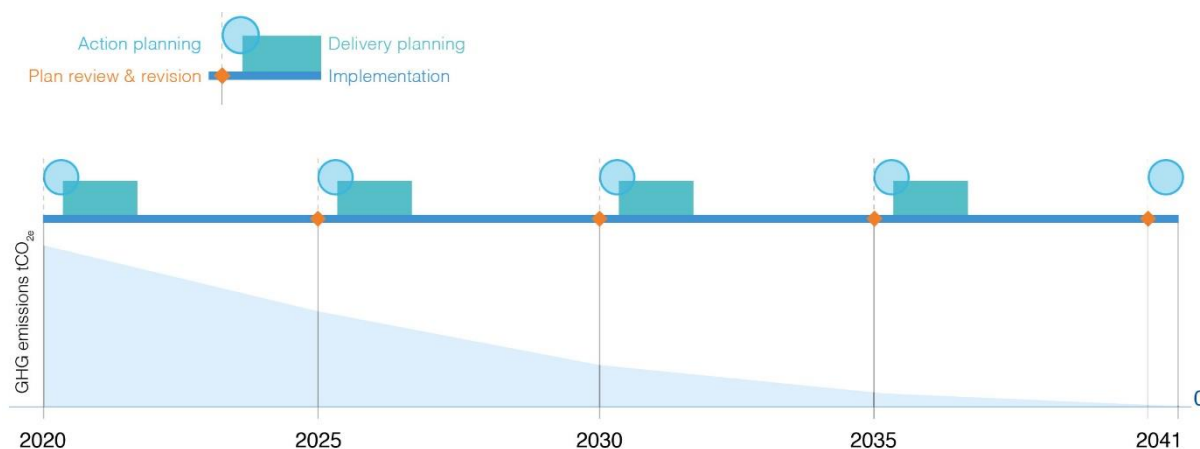 Action planning
Delivery planning
Plan review & revision
Implementation
GHG emissions tCO2e
0
2020
2025
2030
2035
2041